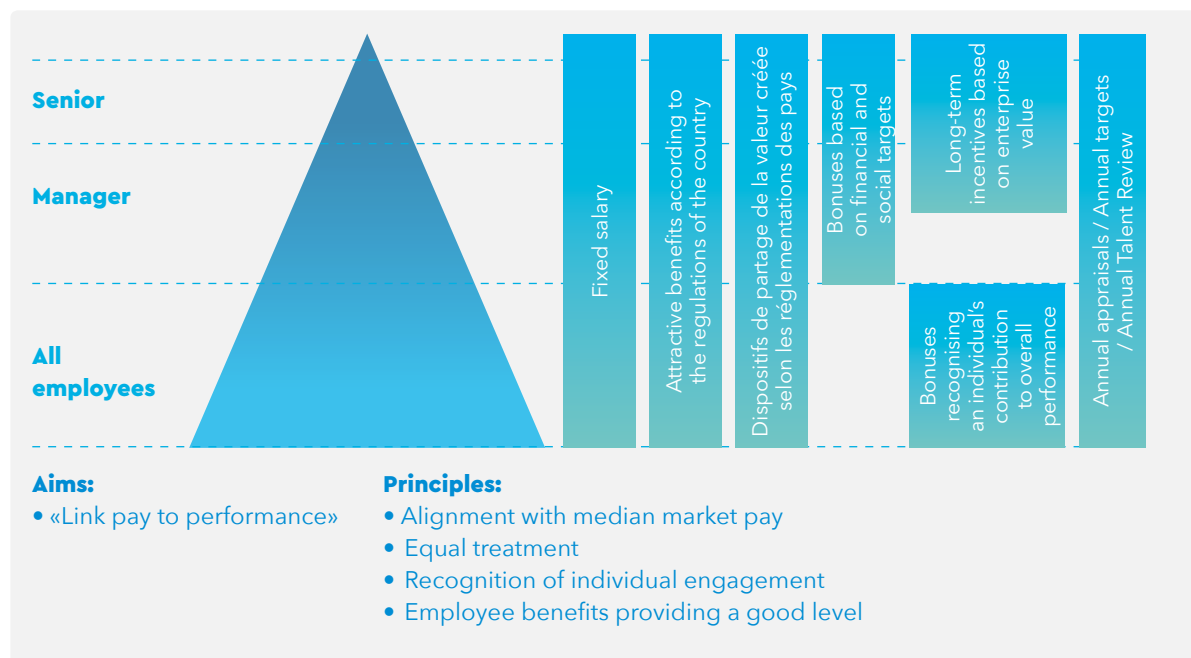 Senior
Manager
All
employees
Fixed salary
Attractive benefits according to
the regulations of the country
Dispositifs de partage de la valeur créée
selon les réglementations des pays
Bonuses based
on financial and
social targets
Long-term
incentives based
on enterprise
value
Bonuses
recognising
an individual’s
contribution
to overall
performance
Annual appraisals / Annual targets
/ Annual Talent Review
Aims:
• «Link pay to performance»
Principles:
• Alignment with median market pay
• Equal treatment
• Recognition of individual engagement
• Employee benefits providing a good level